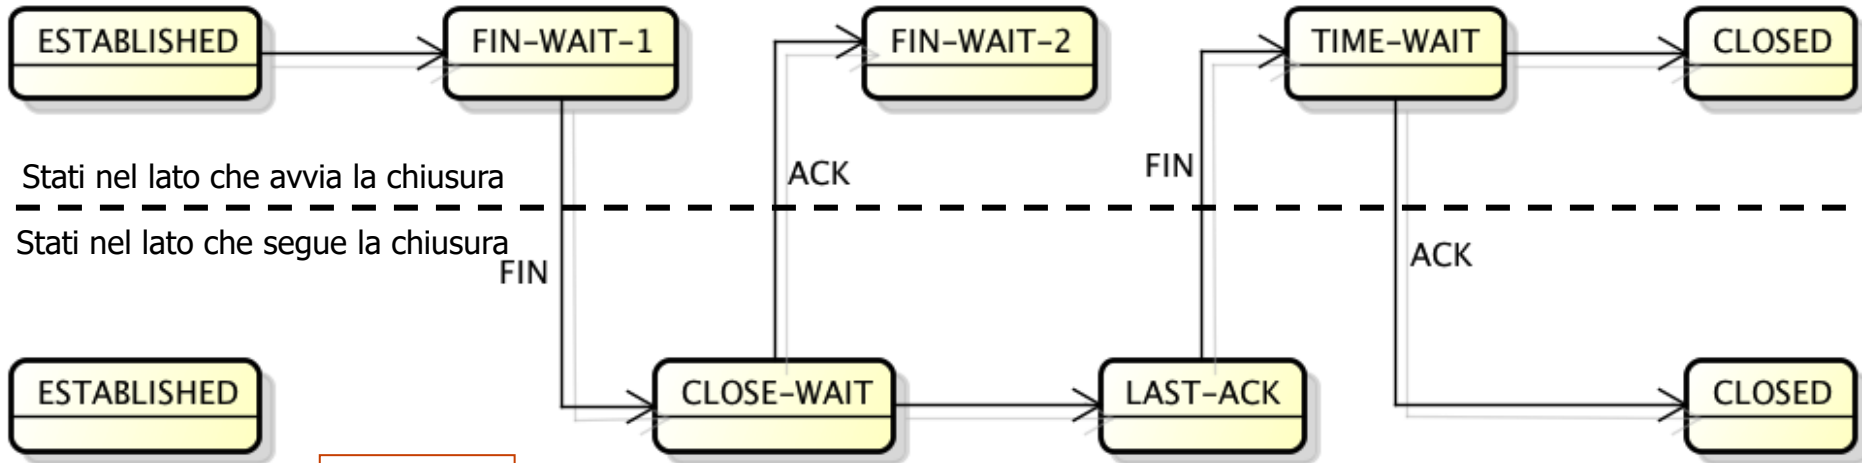 ESTABLISHED
FIN-WAIT-1
FIN-WAIT-2
TIME-WAIT
CLOSED
Stati nel lato che avvia la chiusura
ACK
FIN
Stati nel lato che segue la chiusura
FIN
ACK
ESTABLISHED
CLOSE-WAIT
LAST-ACK
CLOSED